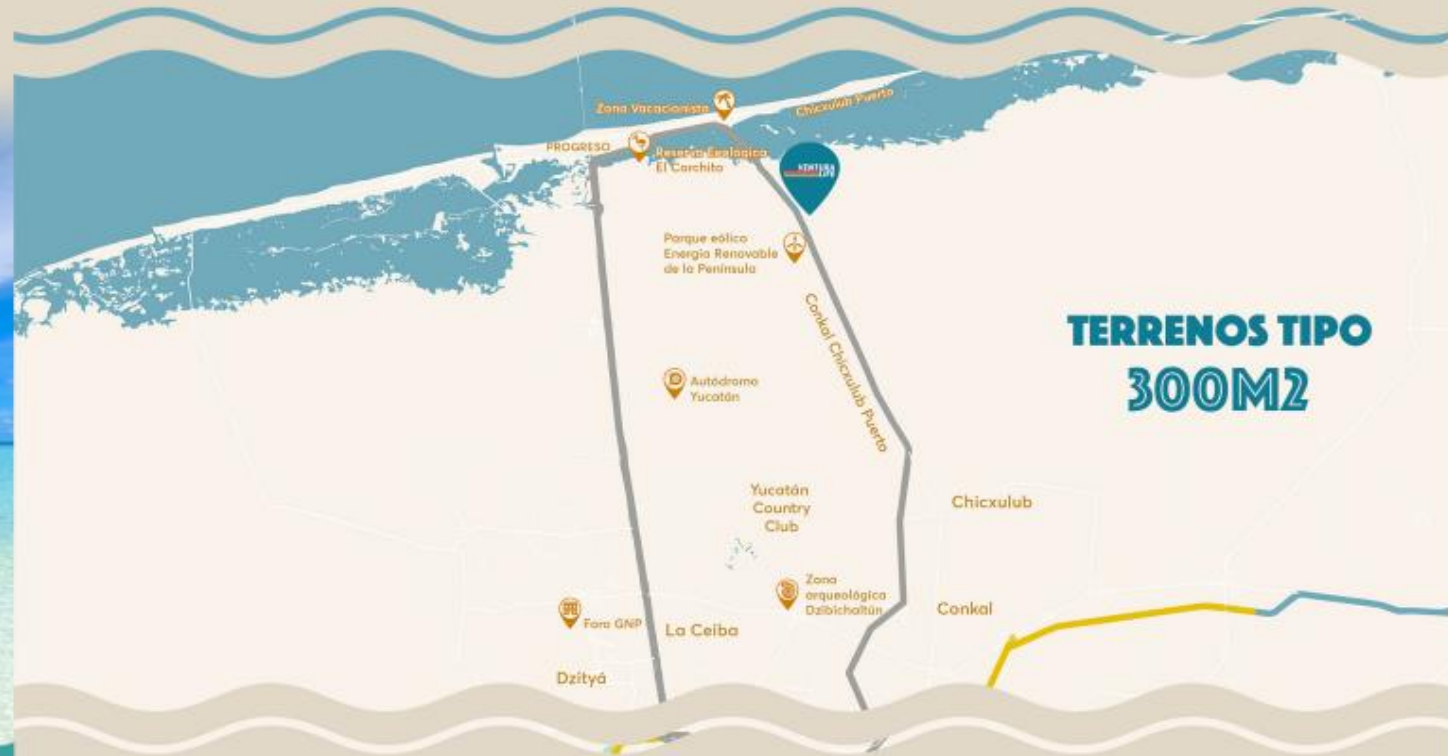 Zona Vacacionista
Chicxulub Puerto
PROGRESO
Reserva Ecológica
El Corchito
VENTURA
Parque eólico
Energía Renovable
de la Península
Conkal Chicxulub Puerto
TERRENOS TIPO
300M2
Autódromo
Yucatán
Yucatán
Country
Club
Chicxulub
Zona
arqueológica
Dzibichaltún
Conkal
Foro GNP
La Ceiba
Dzityá